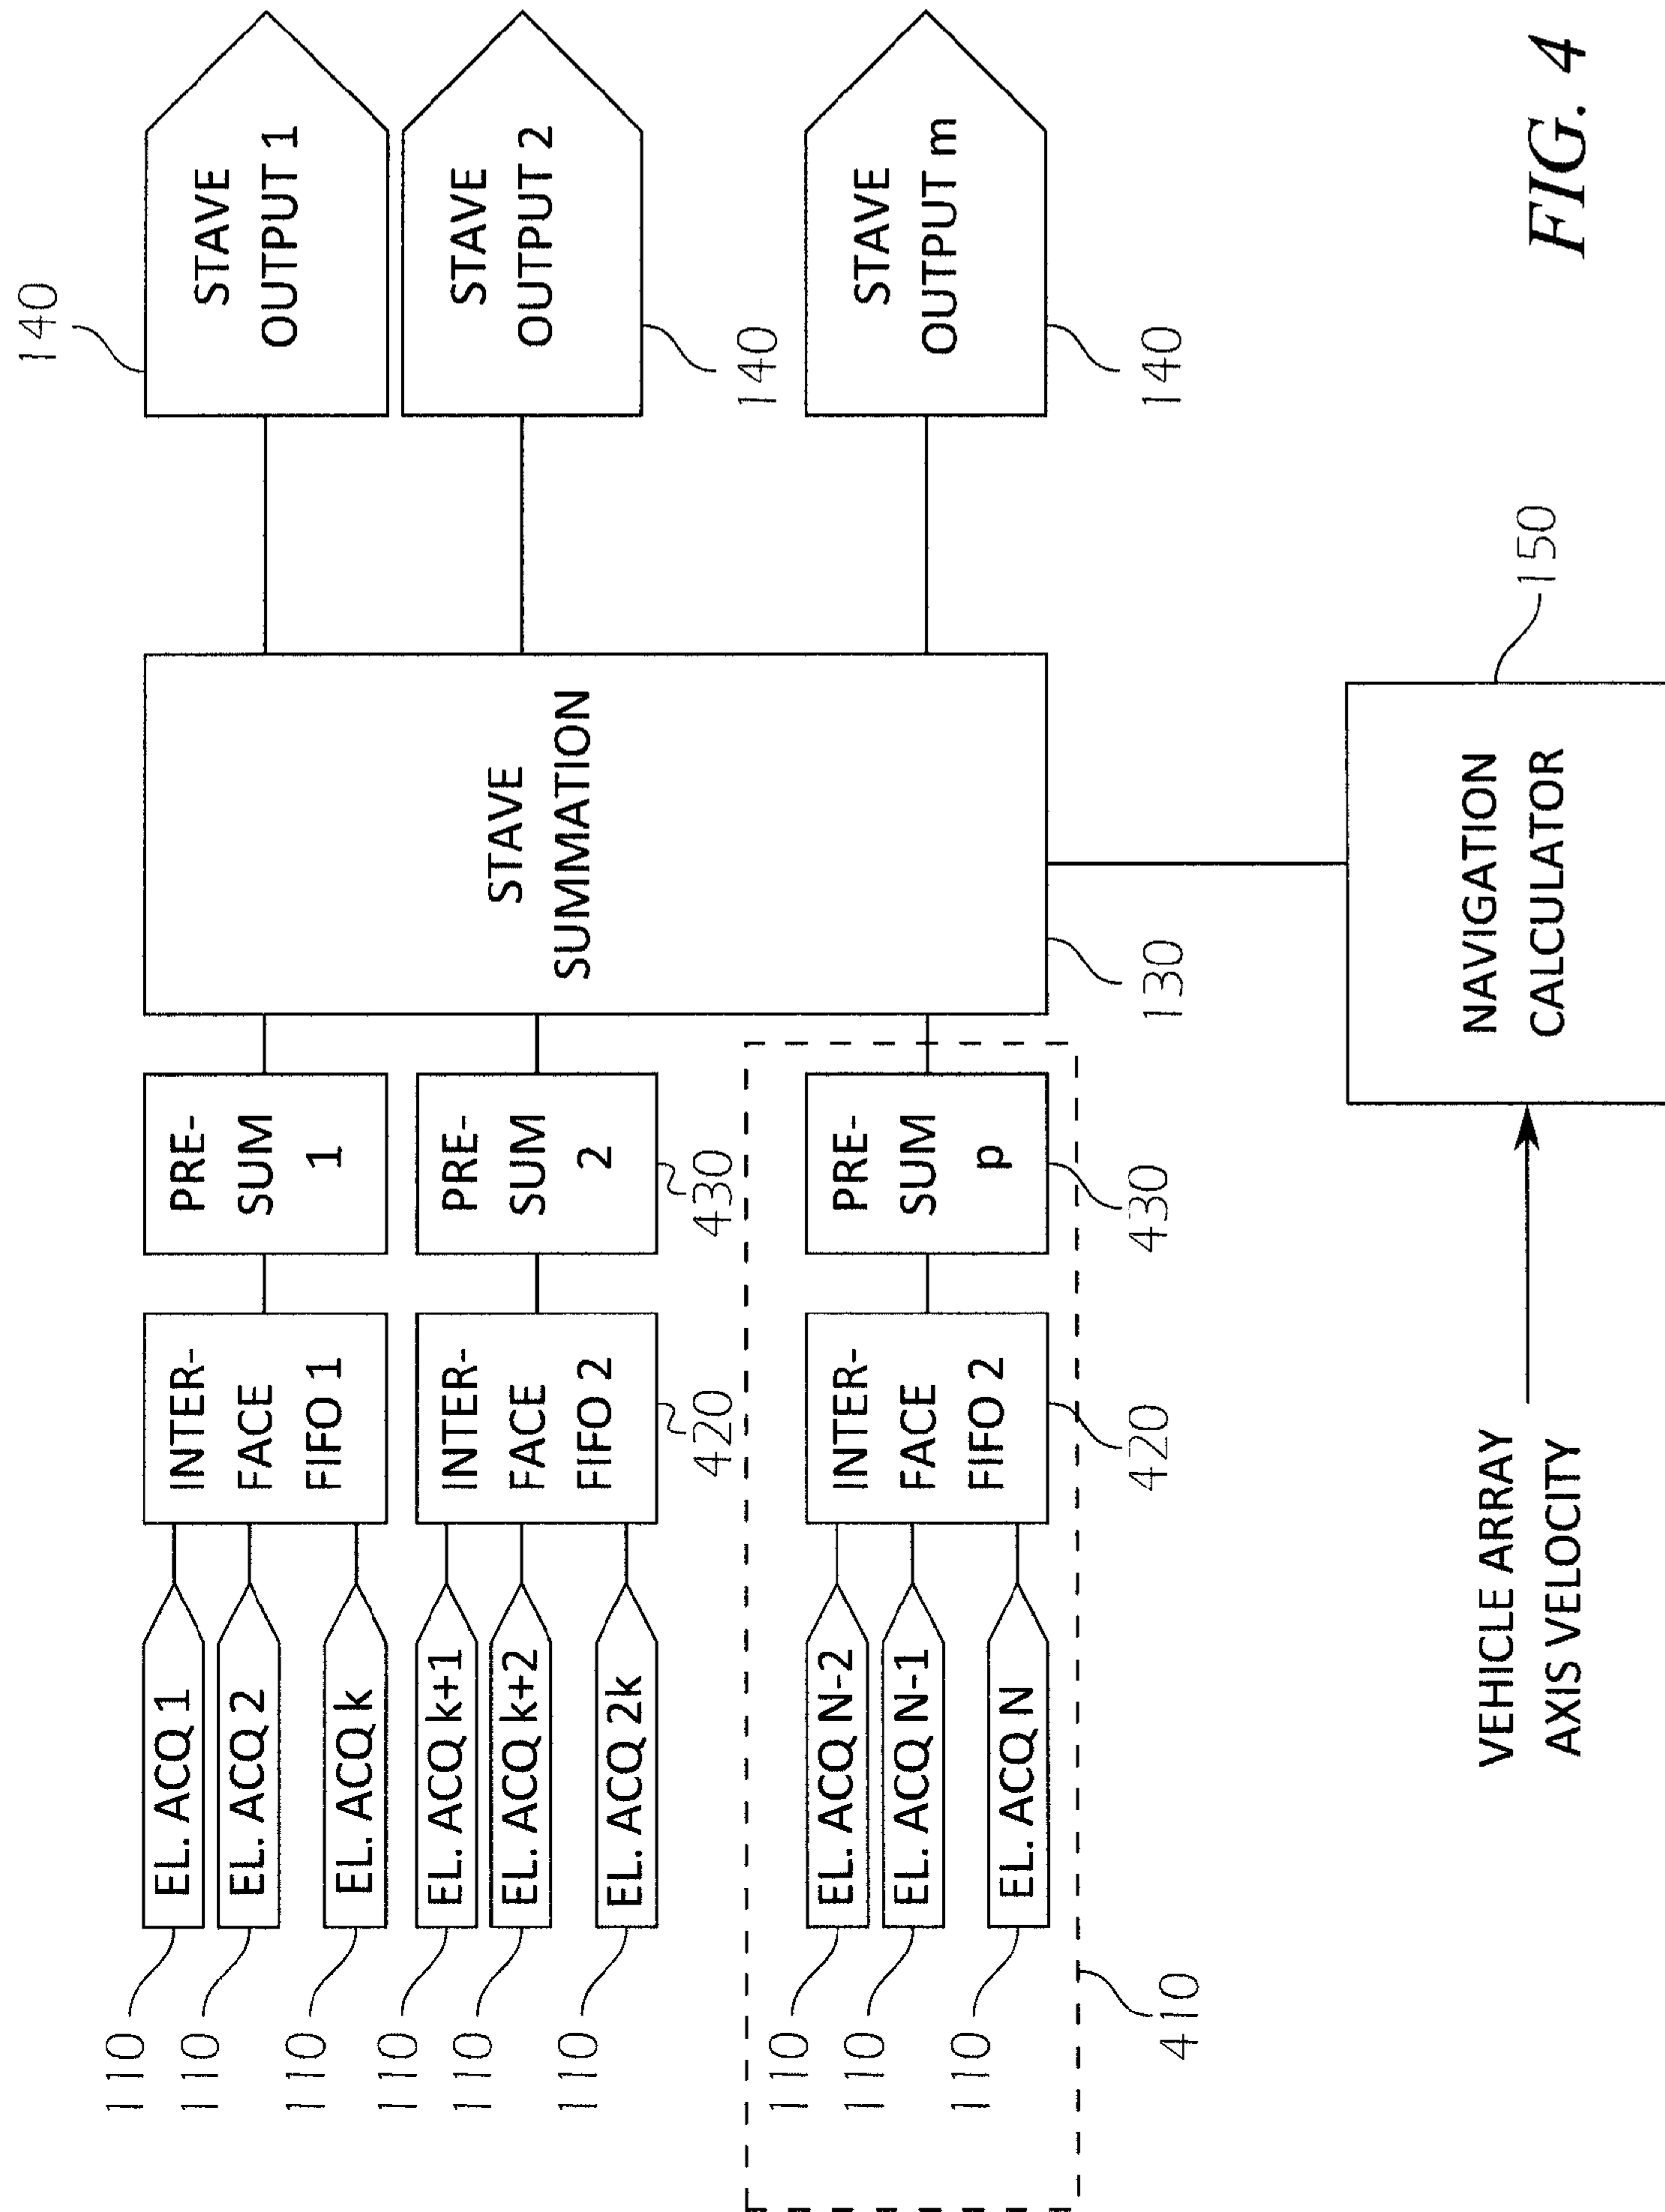 110
EL. ACQ 1
110
EL. ACQ 2
110
EL. ACQ k
INTER-
FACE
FIFO 1
PRE-
SUM
1
110
EL. ACQ k+1
110
EL. ACQ k+2
110
EL. ACQ 2k
INTER-
FACE
FIFO 2
420
PRE-
SUM
2
430
110
EL. ACQ N-2
110
EL. ACQ N-1
110
EL. ACQ N
INTER-
FACE
FIFO 2
420
PRE-
SUM
p
430
410
STAVE
SUMMATION
130
140
STAVE
OUTPUT 1
STAVE
OUTPUT 2
140
STAVE
OUTPUT m
140
VEHICLE ARRAY
AXIS VELOCITY
NAVIGATION
CALCULATOR
150
FIG. 4